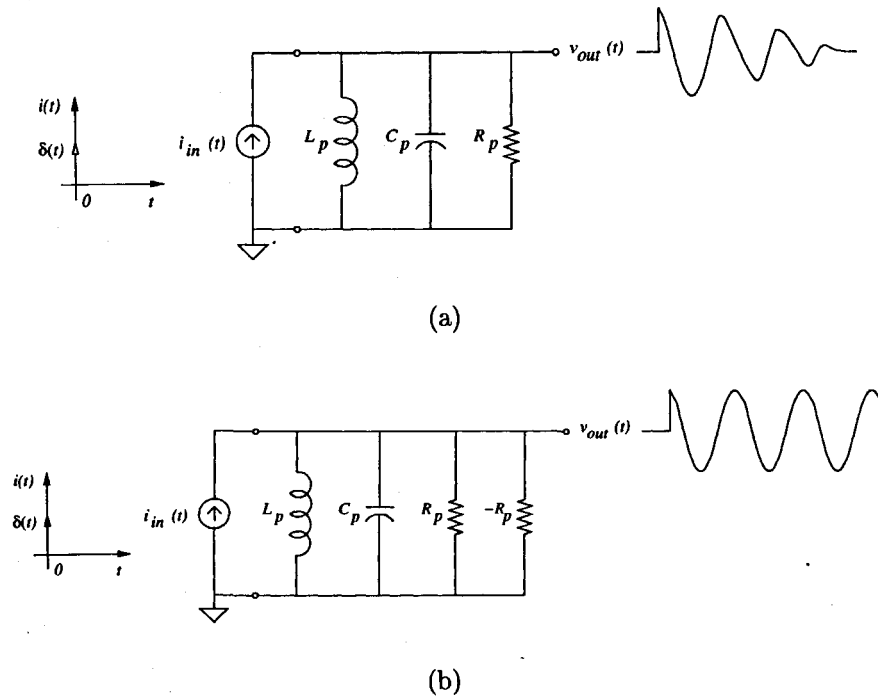 v_out (t)
i(t)
δ(t)
0
t
i_in (t)
L_p
C_p
R_p
(a)
v_out (t)
i(t)
δ(t)
0
t
i_in (t)
L_p
C_p
R_p
-R_p
(b)